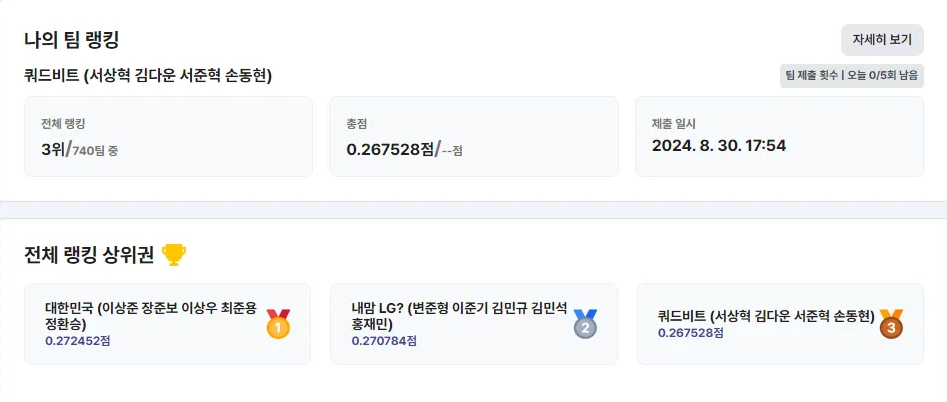 나의 팀 랭킹
자세히 보기
쿼드비트 (서상혁 김다운 서준혁 손동현)
팀 제출 횟수 | 오늘 0/5회 남음
전체 랭킹
3위/740팀 중
총점
0.267528점/--점
제출 일시
2024. 8. 30. 17:54
전체 랭킹 상위권
대한민국 (이상준 장준보 이상우 최준용
정환승)
0.272452점
1
내맘 LG? (변준형 이준기 김민규 김민석
홍재민)
0.270784점
2
쿼드비트 (서상혁 김다운 서준혁 손동현)
0.267528점
3